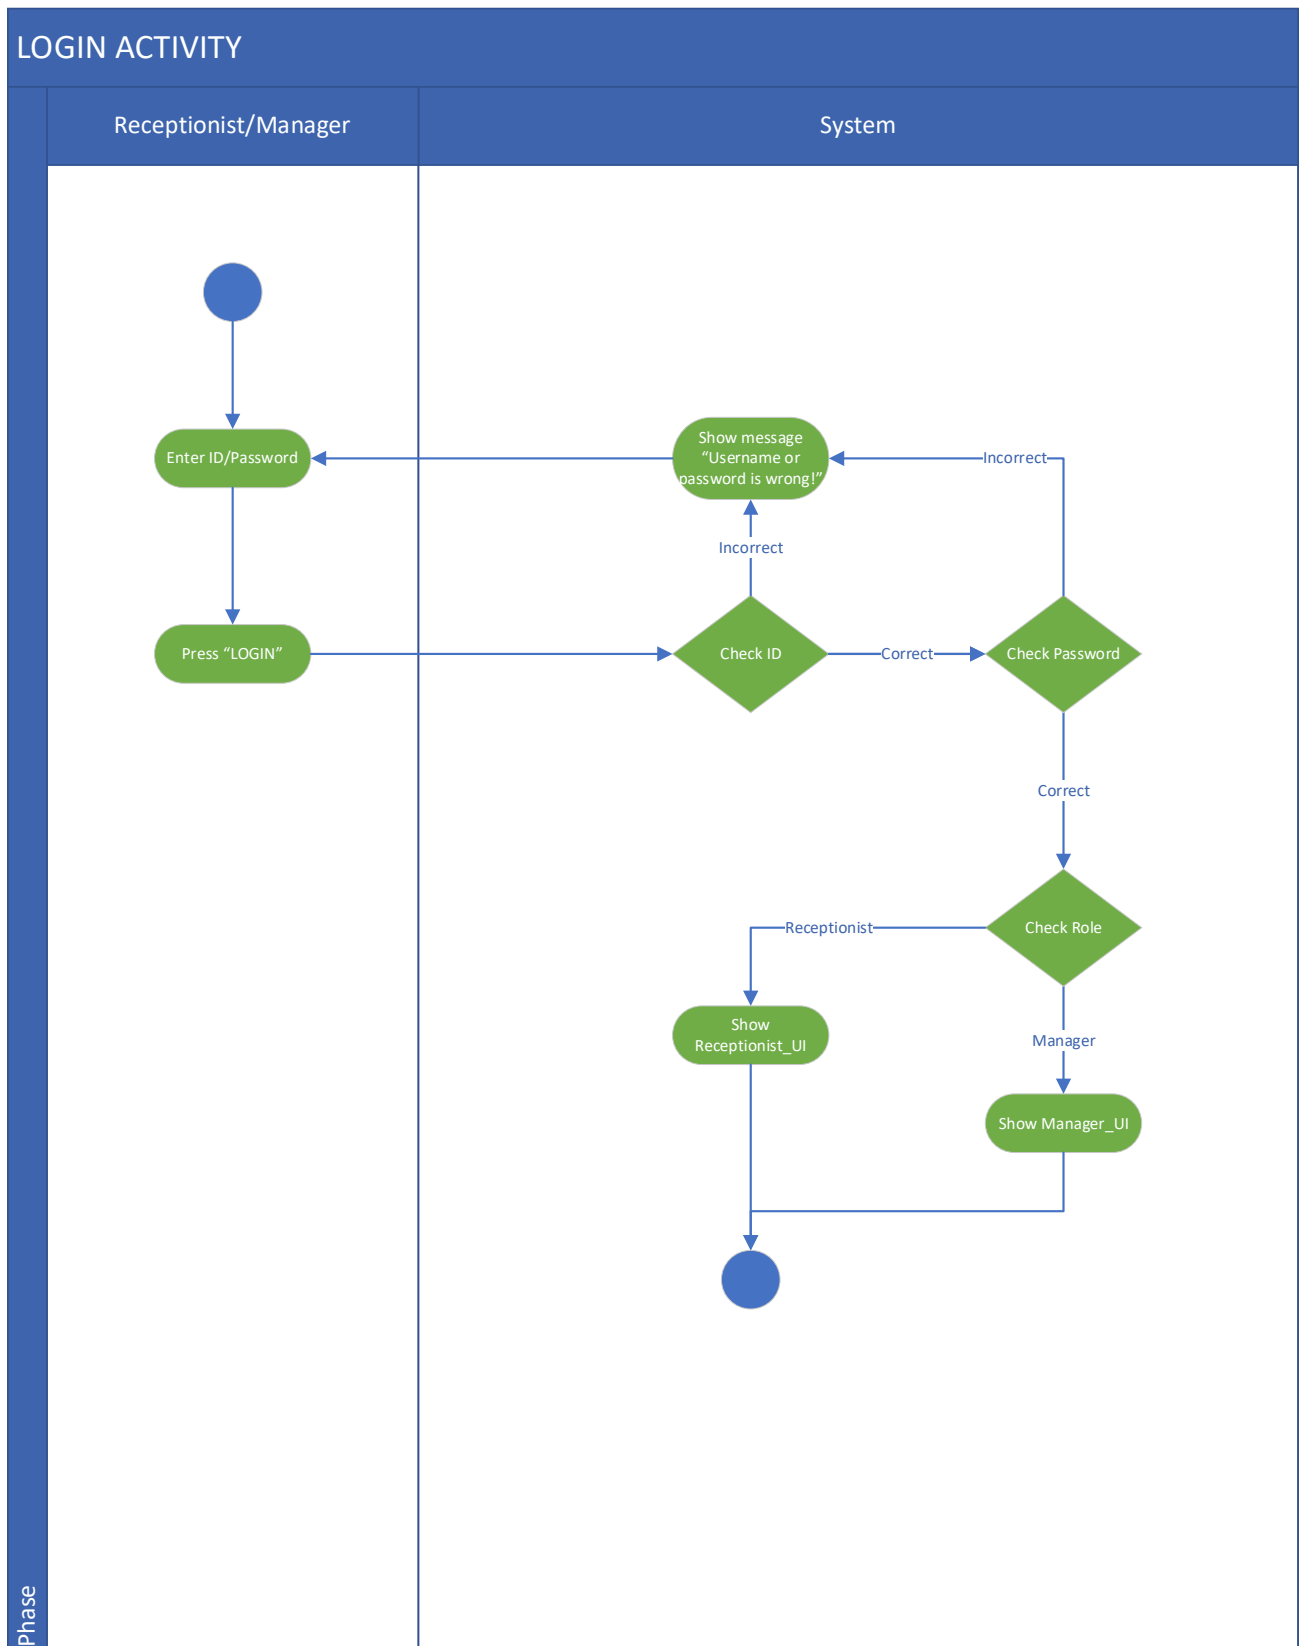 LOGIN ACTIVITY
Receptionist/Manager
System
Enter ID/Password
Show message
“Username or
password is wrong!”
Incorrect
Incorrect
Press “LOGIN”
Check ID
Correct
Check Password
Correct
Receptionist
Check Role
Show
Receptionist_UI
Manager
Show Manager_UI
Phase